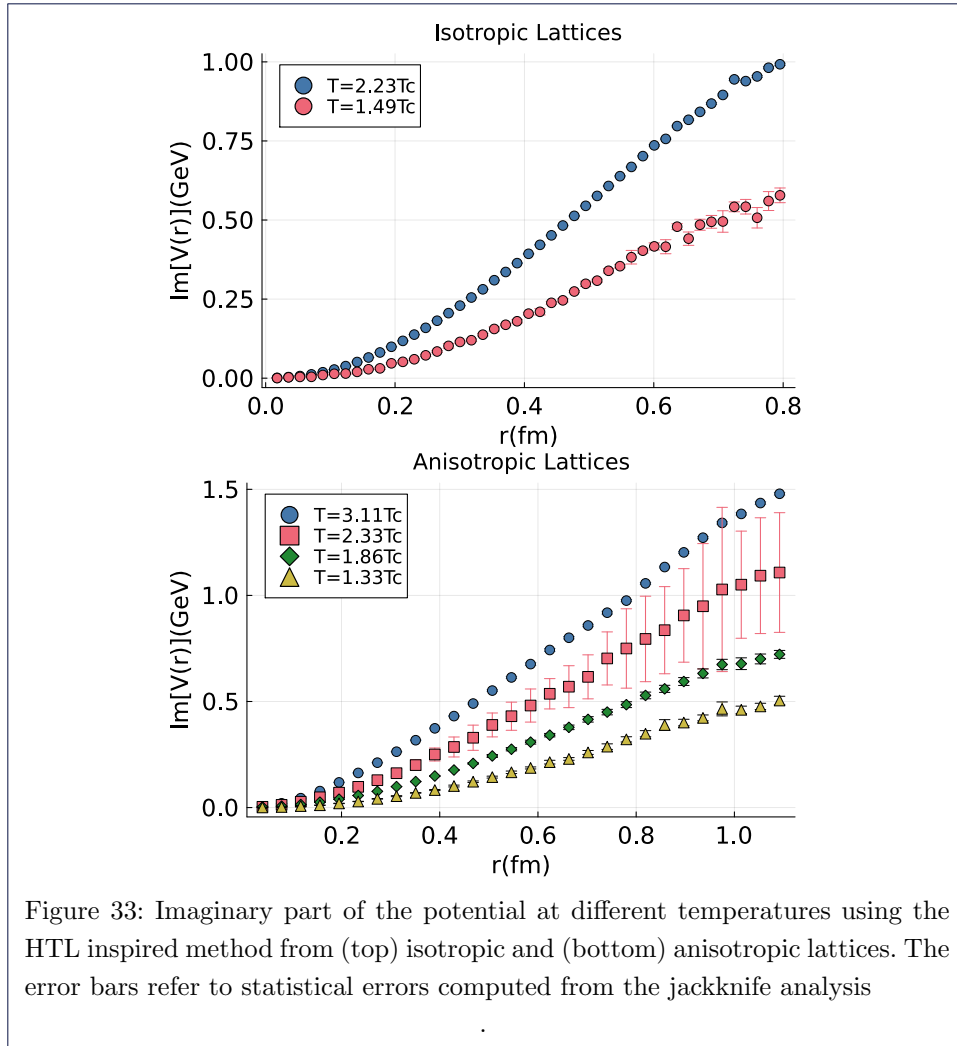 Isotropic Lattices
Im[V(r)](GeV)
1.00
0.75
0.50
0.25
0.00
T=2.23Tc
T=1.49Tc
0.0 0.2 0.4 0.6 0.8
r(fm)
Anisotropic Lattices
Im[V(r)](GeV)
1.5
1.0
0.5
0.0
T=3.11Tc
T=2.33Tc
T=1.86Tc
T=1.33Tc
0.2 0.4 0.6 0.8 1.0
r(fm)
Figure 33: Imaginary part of the potential at different temperatures using the
HTL inspired method from (top) isotropic and (bottom) anisotropic lattices. The
error bars refer to statistical errors computed from the jackknife analysis
.